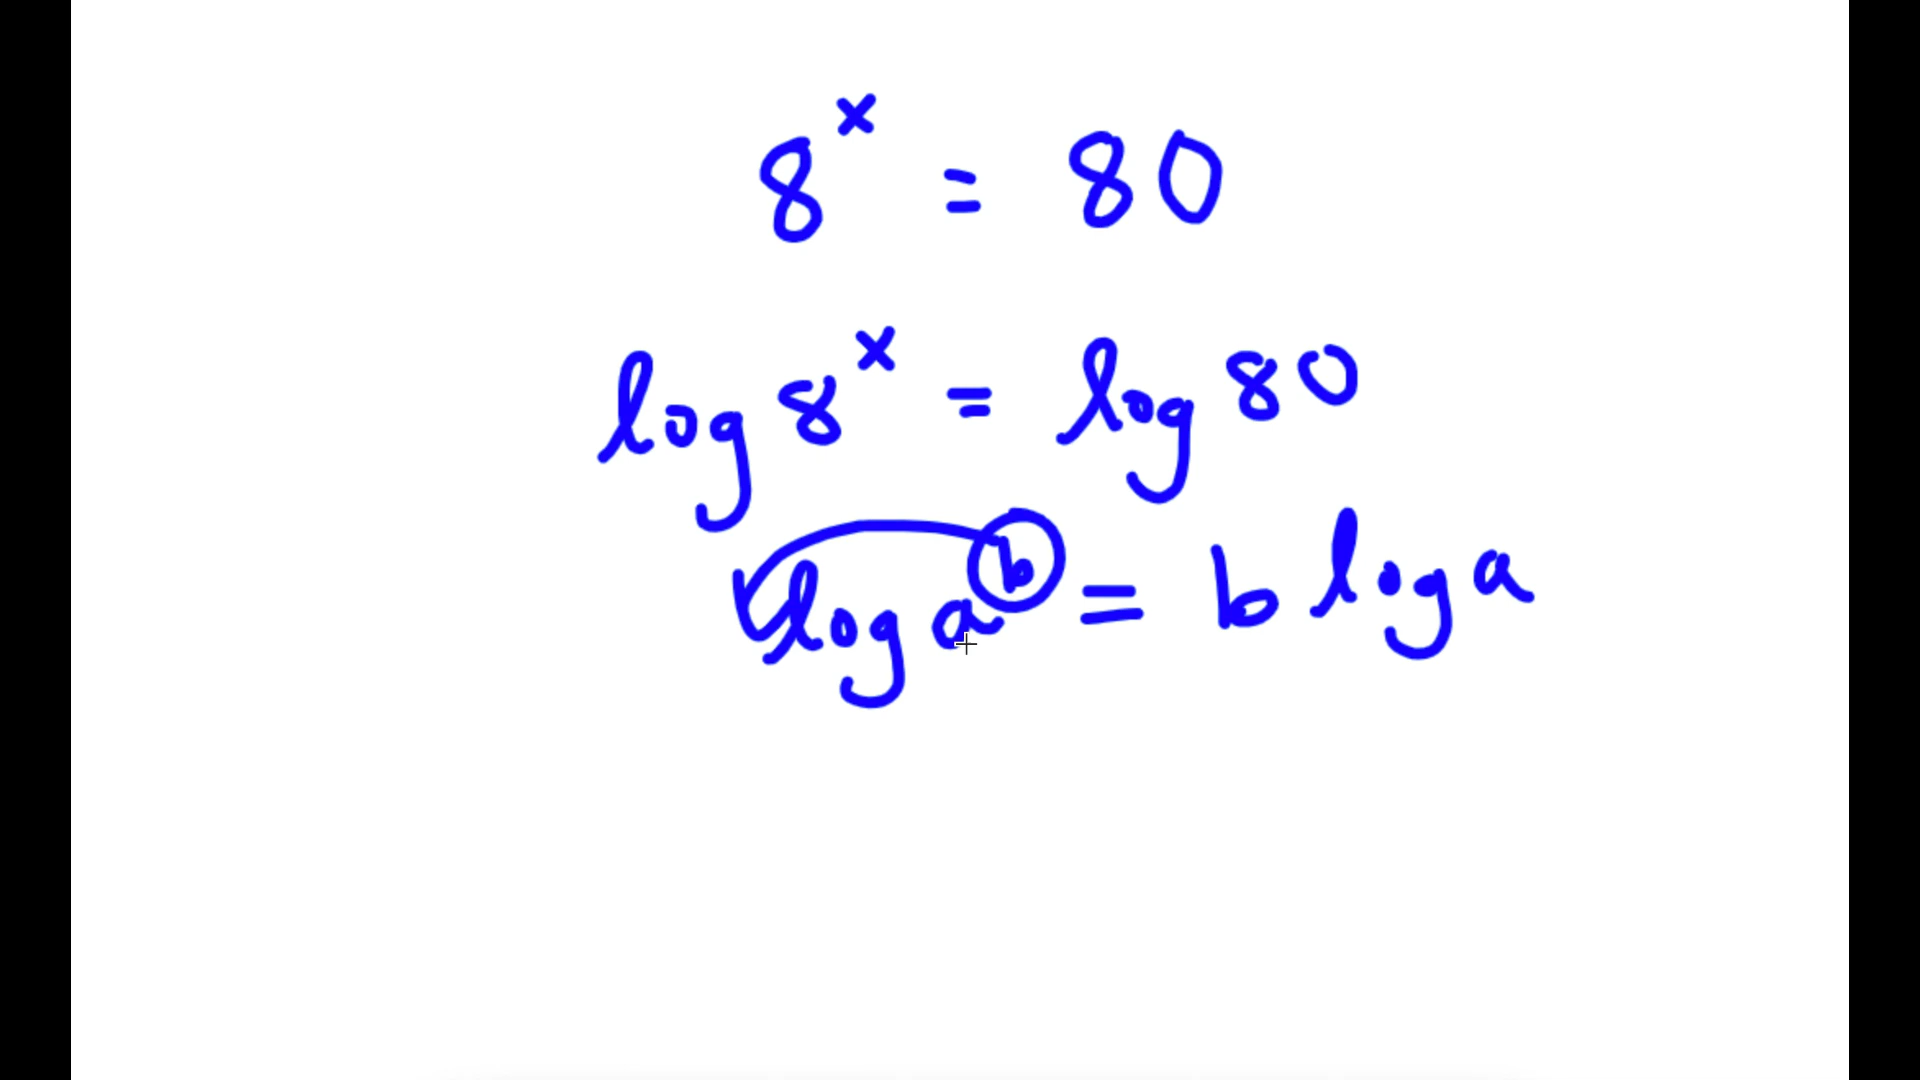 8^x = 80
log 8^x = log 80
log a^b = b log a